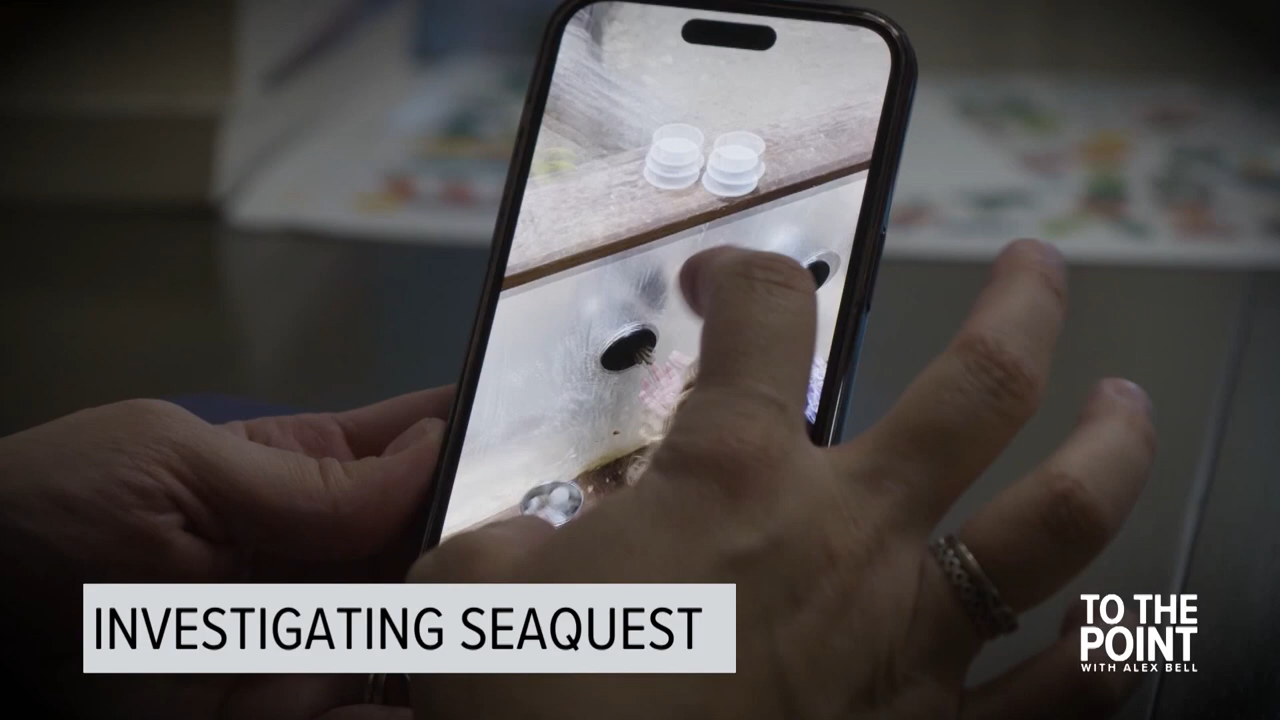 INVESTIGATING SEAQUEST
TO THE
POINT
WITH ALEX BELL